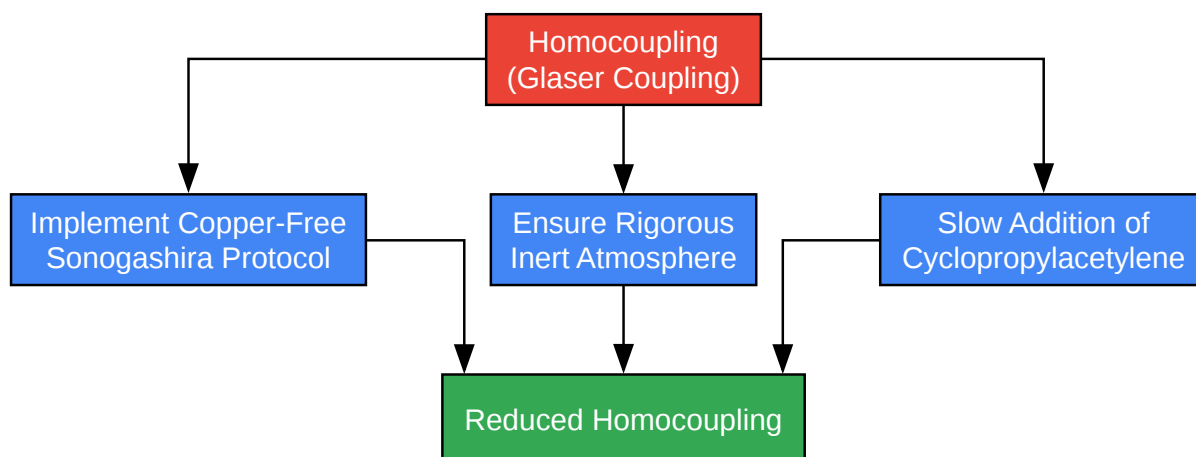 Homocoupling
(Glaser Coupling)
Implement Copper-Free
Sonogashira Protocol
Ensure Rigorous
Inert Atmosphere
Slow Addition of
Cyclopropylacetylene
Reduced Homocoupling